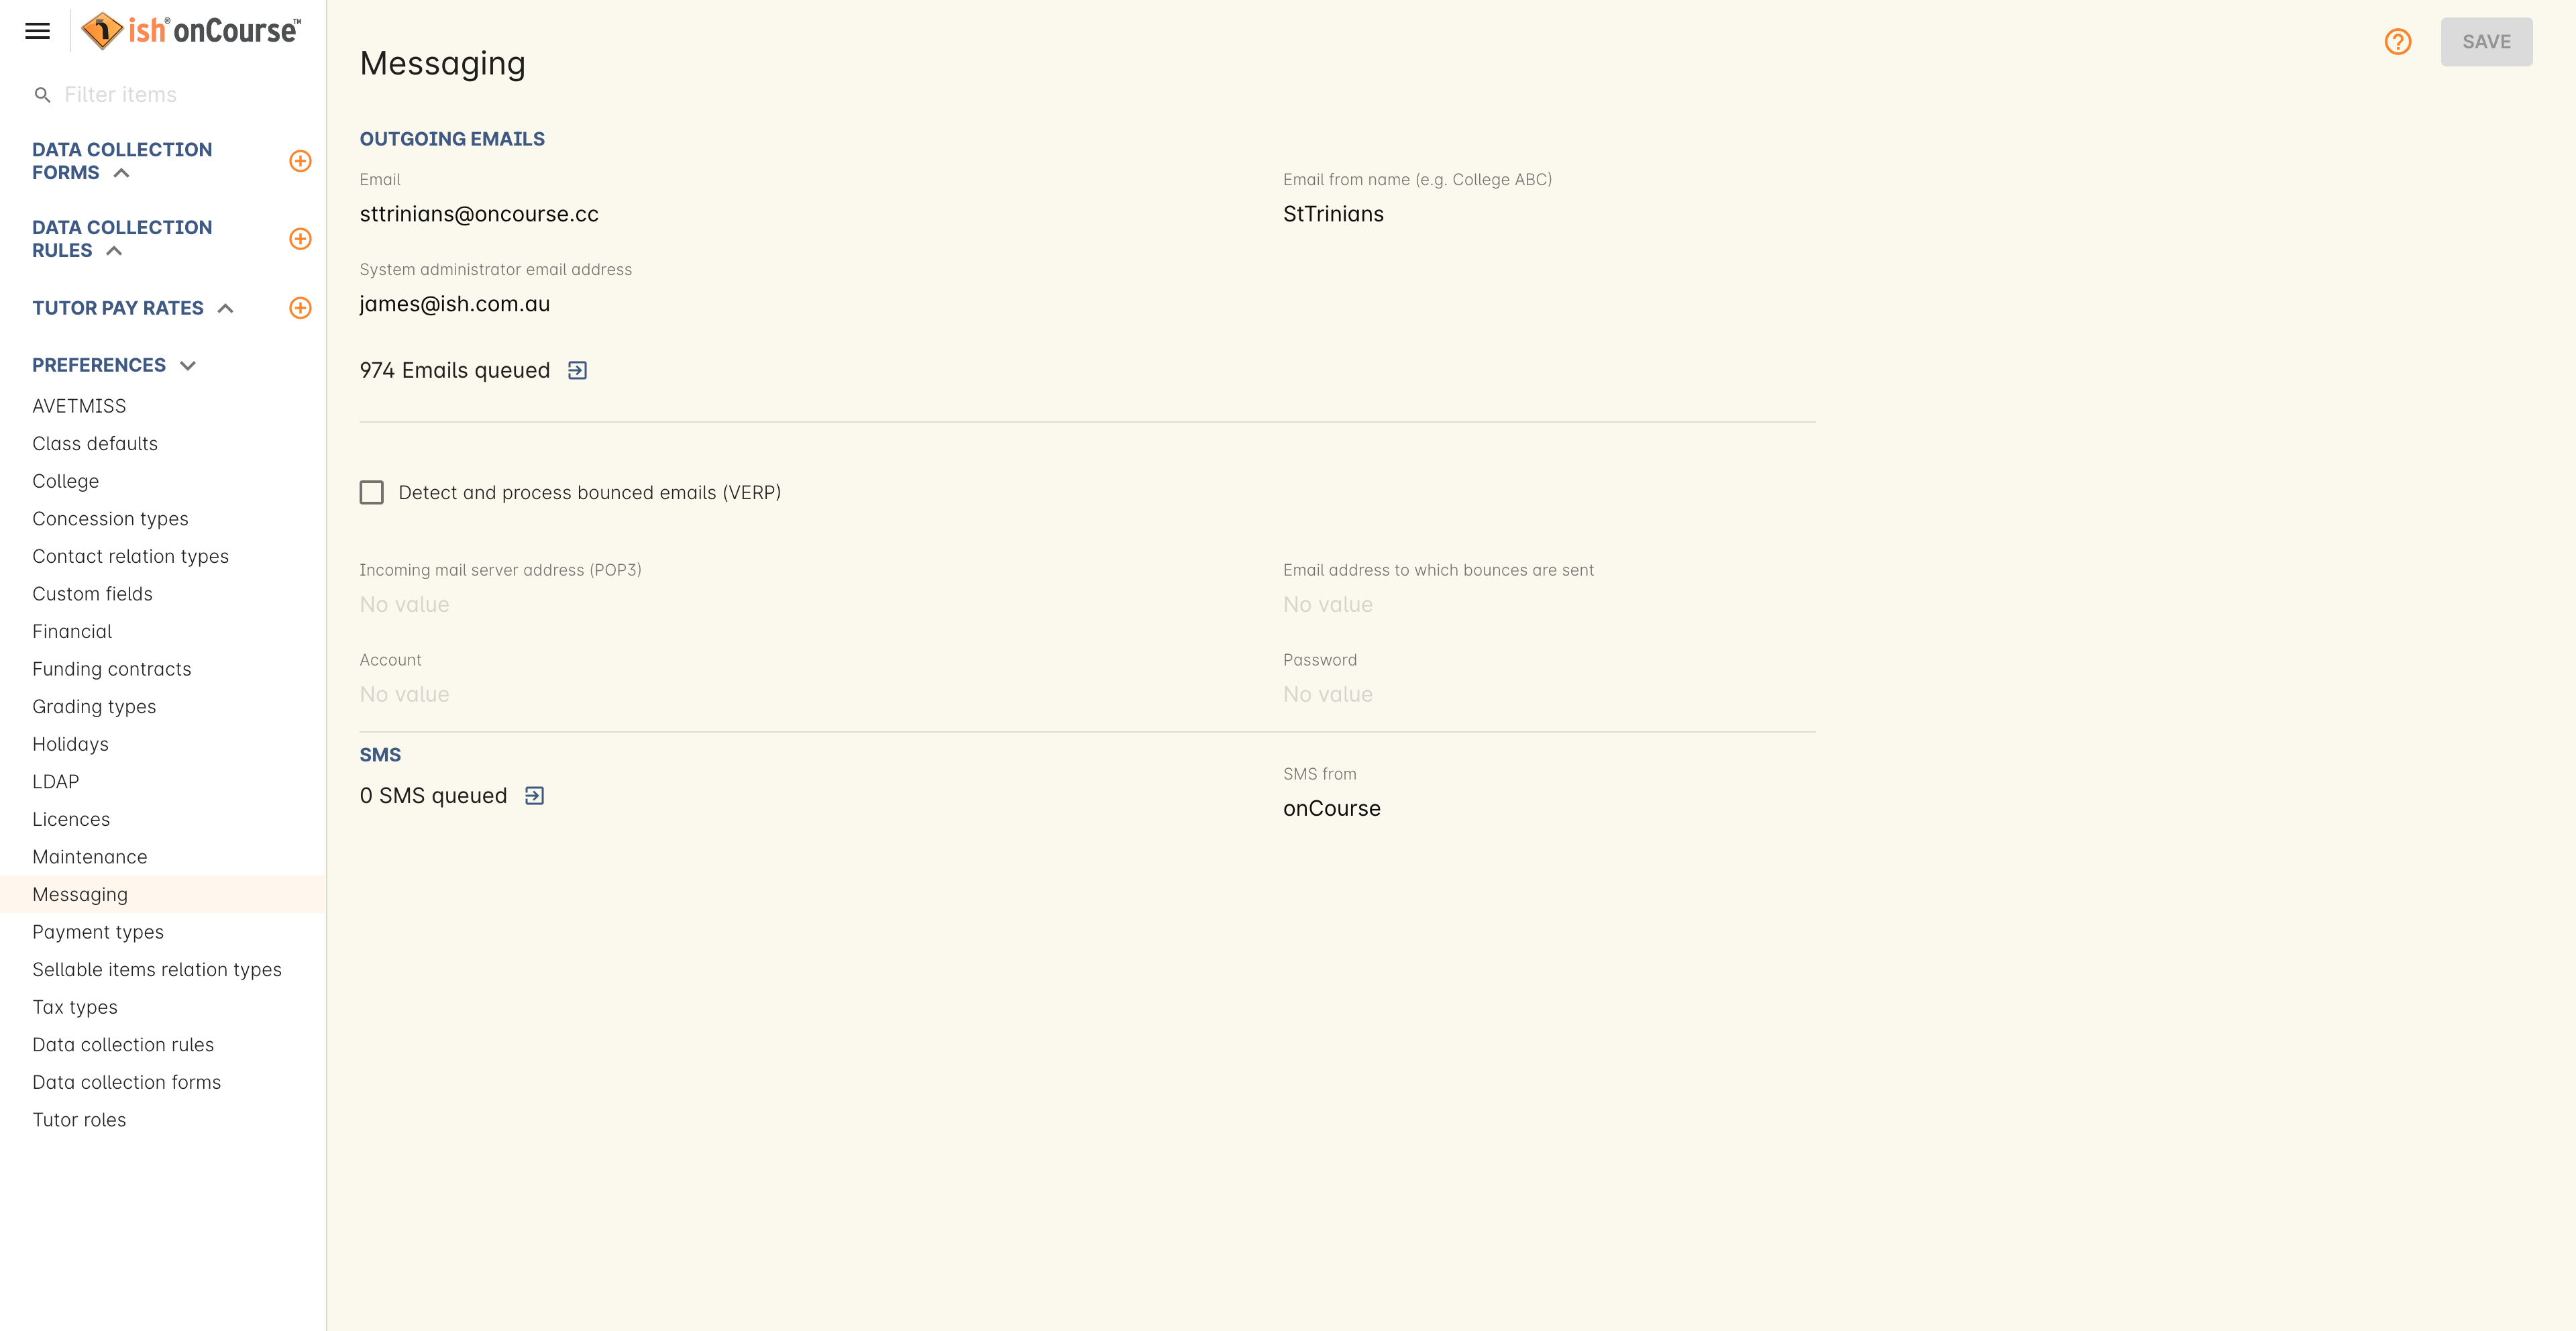 ish® onCourse™
Filter items
DATA COLLECTION
FORMS
DATA COLLECTION
RULES
TUTOR PAY RATES
PREFERENCES
AVETMISS
Class defaults
College
Concession types
Contact relation types
Custom fields
Financial
Funding contracts
Grading types
Holidays
LDAP
Licences
Maintenance
Messaging
Payment types
Sellable items relation types
Tax types
Data collection rules
Data collection forms
Tutor roles
Messaging
SAVE
OUTGOING EMAILS
Email
sttrinians@oncourse.cc
Email from name (e.g. College ABC)
StTrinians
System administrator email address
james@ish.com.au
974 Emails queued
Detect and process bounced emails (VERP)
Incoming mail server address (POP3)
No value
Email address to which bounces are sent
No value
Account
No value
Password
No value
SMS
0 SMS queued
SMS from
onCourse